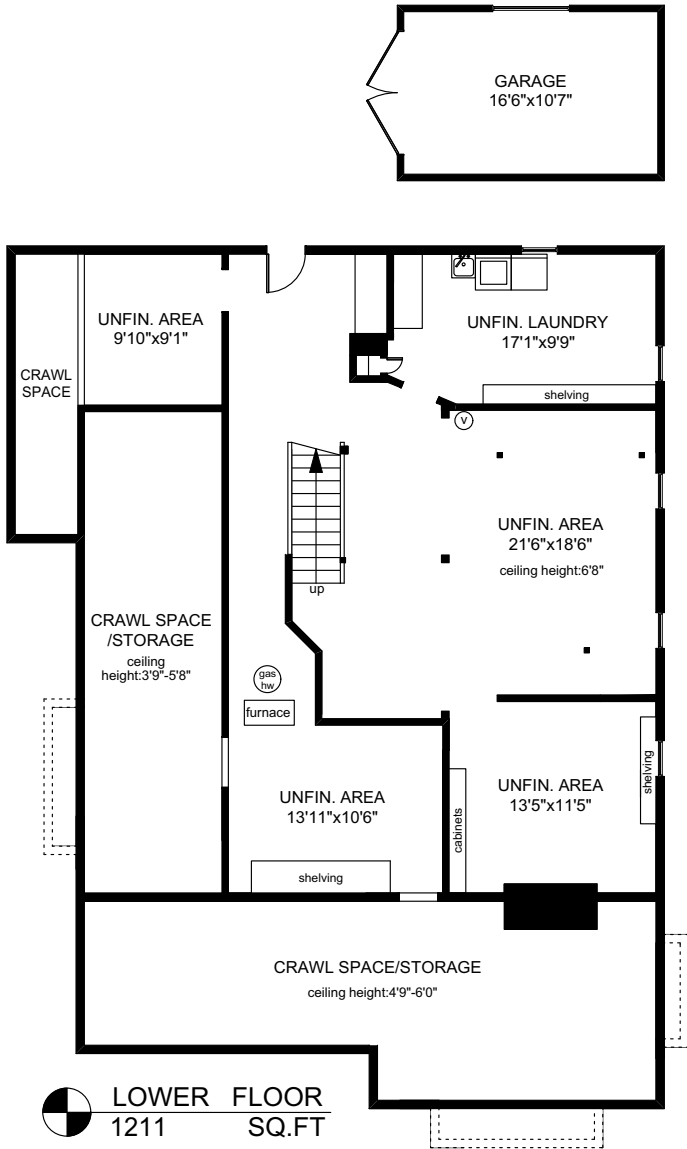 GARAGE
16'6"x10'7"
UNFIN. AREA
9'10"x9'1"
UNFIN. LAUNDRY
17'1"x9'9"
CRAWL
SPACE
shelving
V
UNFIN. AREA
21'6"x18'6"
ceiling height:6'8"
up
CRAWL SPACE
/STORAGE
ceiling
height:3'9"-5'8"
gas
hw
furnace
UNFIN. AREA
13'11"x10'6"
UNFIN. AREA
13'5"x11'5"
shelving
cabinets
shelving
CRAWL SPACE/STORAGE
ceiling height:4'9"-6'0"
LOWER FLOOR
1211 SQ.FT